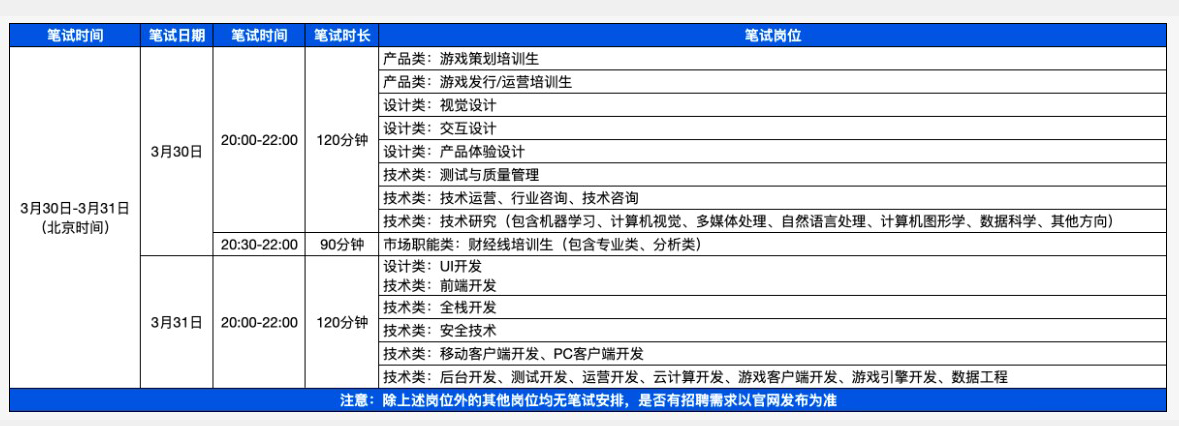 笔试时间 笔试日期 笔试时间 笔试时长 笔试岗位
3月30日-3月31日
（北京时间）
3月30日
20:00-22:00 120分钟
产品类：游戏策划培训生
产品类：游戏发行/运营培训生
设计类：视觉设计
设计类：交互设计
设计类：产品体验设计
技术类：测试与质量管理
技术类：技术运营、行业咨询、技术咨询
技术类：技术研究（包含机器学习、计算机视觉、多媒体处理、自然语言处理、计算机图形学、数据科学、其他方向）
20:30-22:00 90分钟 市场职能类：财经线培训生（包含专业类、分析类）
3月31日 20:00-22:00 120分钟
设计类：UI开发
技术类：前端开发
技术类：全栈开发
技术类：安全技术
技术类：移动客户端开发、PC客户端开发
技术类：后台开发、测试开发、运营开发、云计算开发、游戏客户端开发、游戏引擎开发、数据工程
注意：除上述岗位外的其他岗位均无笔试安排，是否有招聘需求以官网发布为准